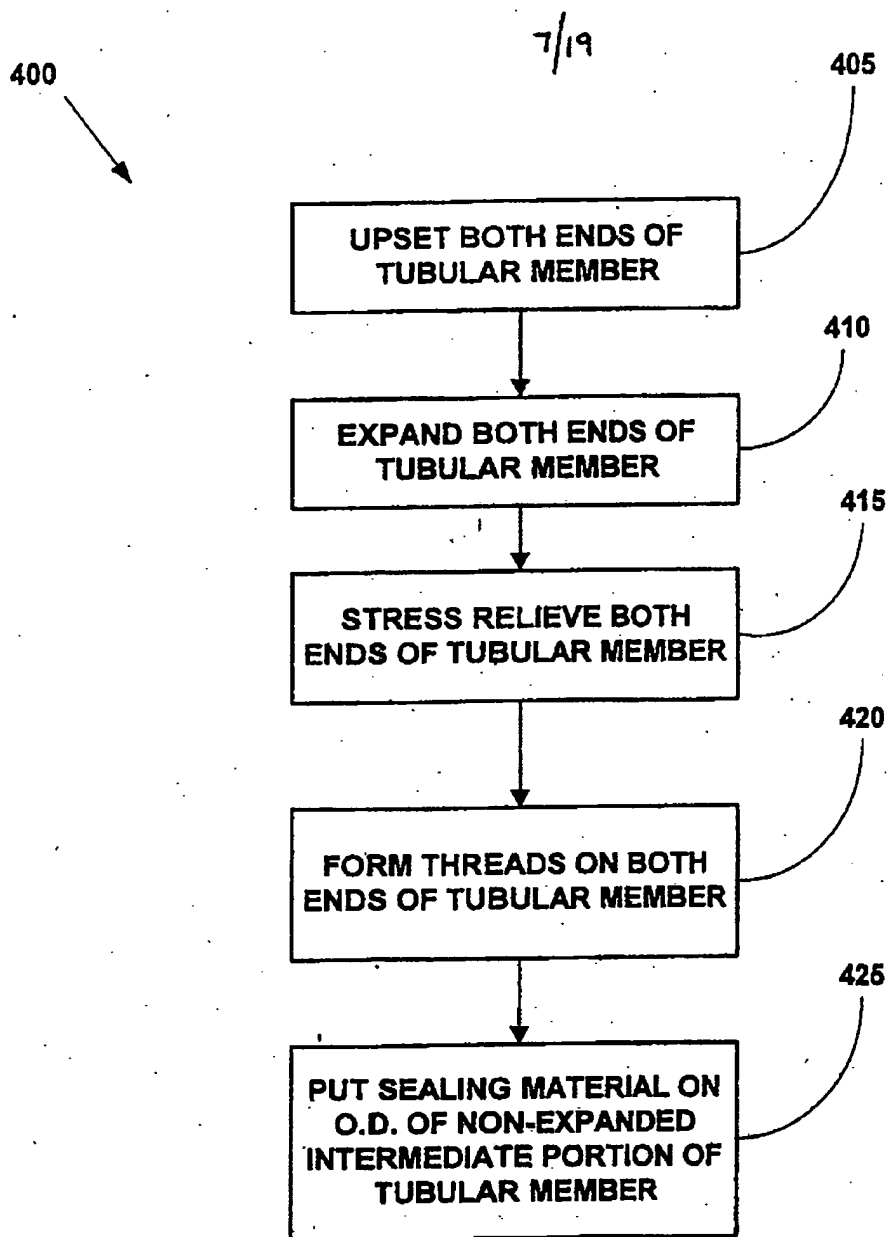 7/19
400
405
UPSET BOTH ENDS OF
TUBULAR MEMBER
410
EXPAND BOTH ENDS OF
TUBULAR MEMBER
415
STRESS RELIEVE BOTH
ENDS OF TUBULAR MEMBER
420
FORM THREADS ON BOTH
ENDS OF TUBULAR MEMBER
425
PUT SEALING MATERIAL ON
O.D. OF NON-EXPANDED
INTERMEDIATE PORTION OF
TUBULAR MEMBER